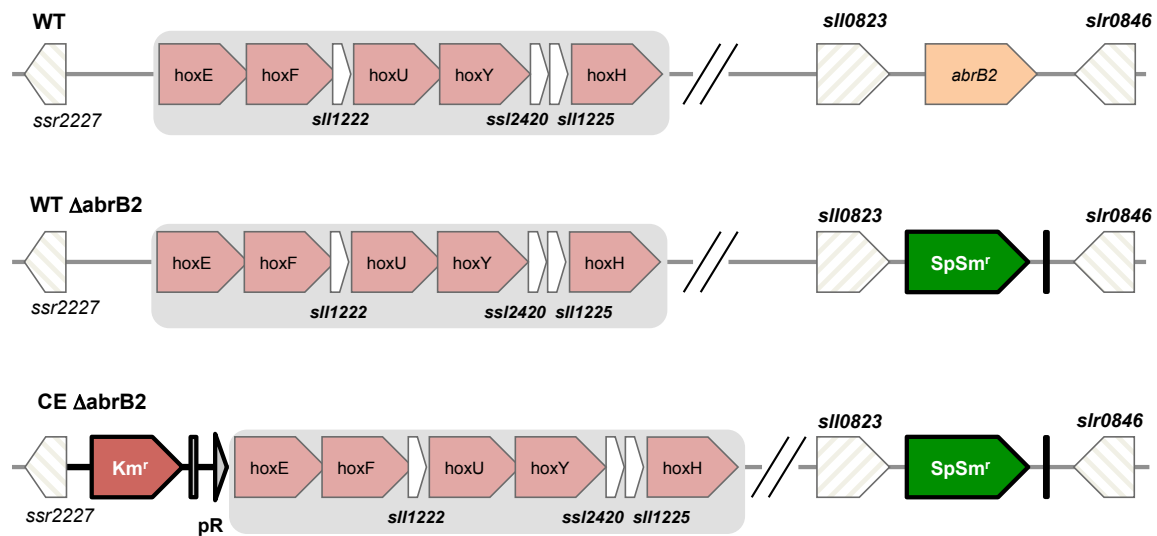 WT
sll0823 slr0846
hoxE hoxF hoxU hoxY hoxH abrB2
ssr2227 sll1222 ssl2420 sll1225
WT ΔabrB2
sll0823 slr0846
hoxE hoxF hoxU hoxY hoxH SpSmʳ
ssr2227 sll1222 ssl2420 sll1225
CE ΔabrB2
sll0823 slr0846
Kmʳ hoxE hoxF hoxU hoxY hoxH SpSmʳ
ssr2227 pR sll1222 ssl2420 sll1225